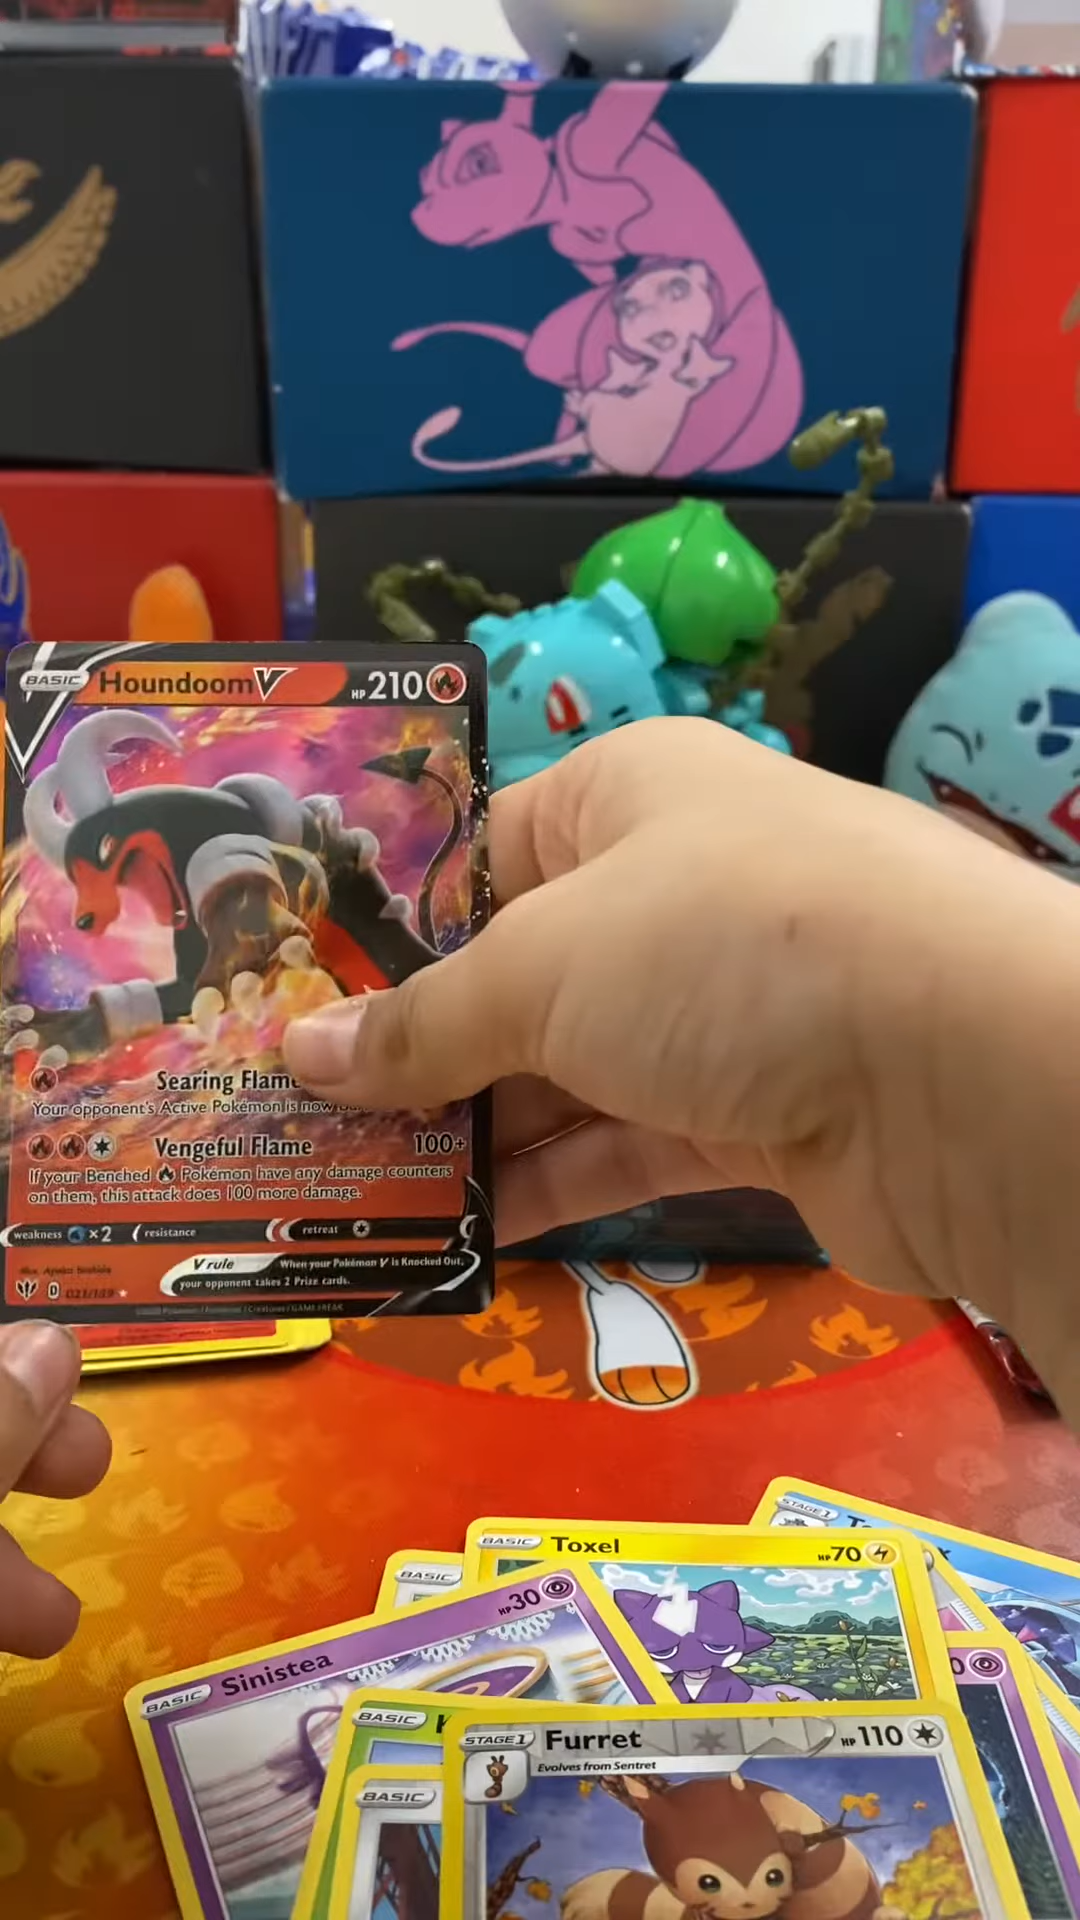 BASIC Houndoom V HP 210
Searing Flame
Your opponent's Active Pokémon is now
Vengeful Flame 100+
If your Benched Pokémon have any damage counters
on them, this attack does 100 more damage.
weakness ×2 resistance retreat
V rule When your Pokémon V is Knocked Out,
your opponent takes 2 Prize cards.
D 021/189
STAGE 1
BASIC Toxel HP 70
BASIC
BASIC Sinistea HP 30
BASIC
STAGE 1 Furret HP 110
Evolves from Sentret
BASIC